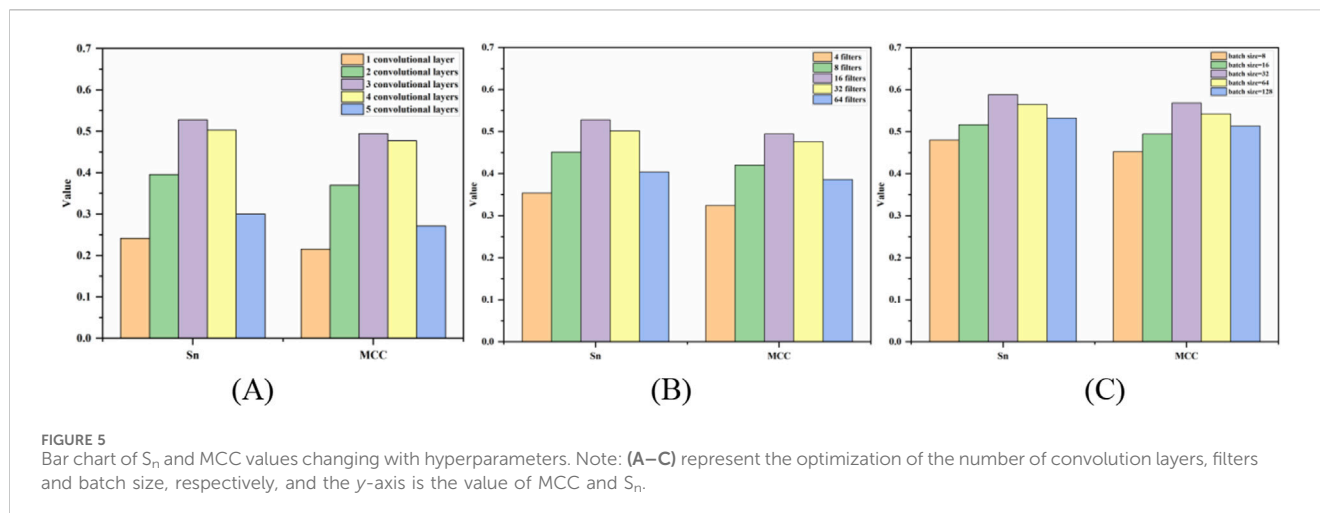 0.7
0.6
0.5
0.4
0.3
0.2
0.1
0.0
Value
1 convolutional layer
2 convolutional layers
3 convolutional layers
4 convolutional layers
5 convolutional layers
Sn
MCC
(A)
0.7
0.6
0.5
0.4
0.3
0.2
0.1
0.0
Value
4 filters
8 filters
16 filters
32 filters
64 filters
Sn
MCC
(B)
0.7
0.6
0.5
0.4
0.3
0.2
0.1
0.0
Value
batch size=8
batch size=16
batch size=32
batch size=64
batch size=128
Sn
MCC
(C)
FIGURE 5
Bar chart of Sₙ and MCC values changing with hyperparameters. Note: (A–C) represent the optimization of the number of convolution layers, filters
and batch size, respectively, and the y-axis is the value of MCC and Sₙ.